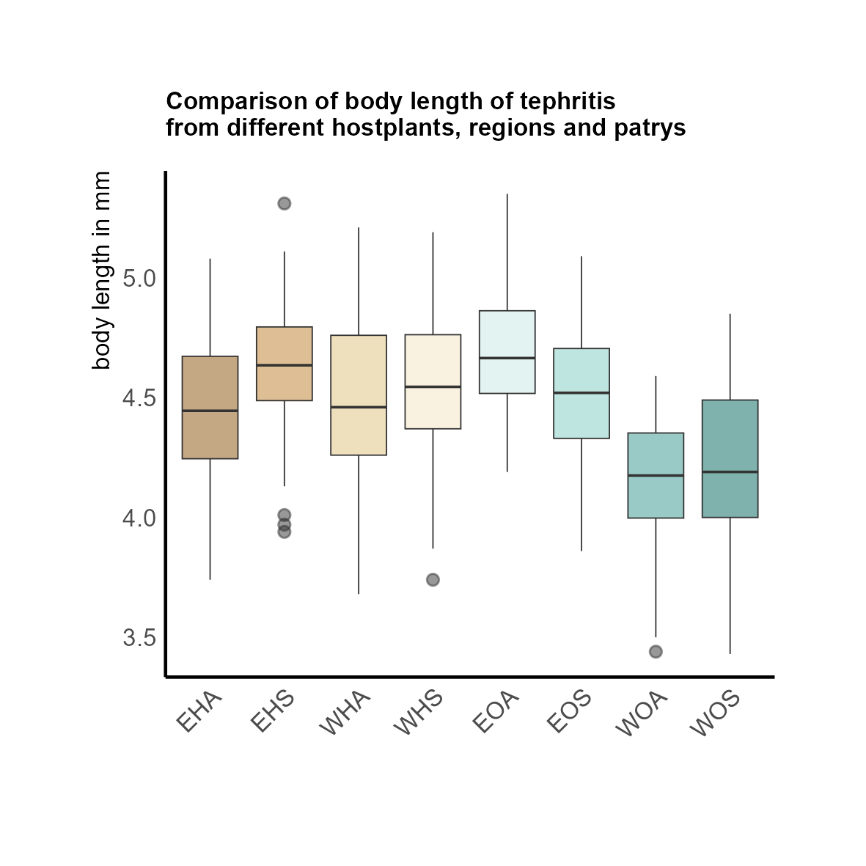 Comparison of body length of tephritis
from different hostplants, regions and patrys
body length in mm
5.0
4.5
4.0
3.5
EHA
EHS
WHA
WHS
EOA
EOS
WOA
WOS